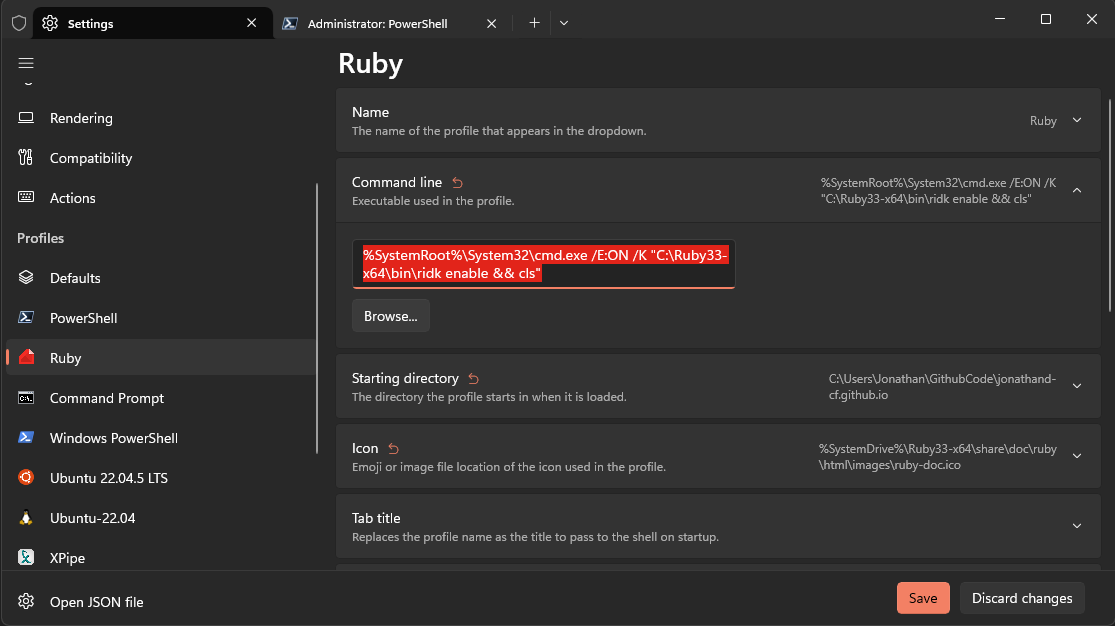 Settings
Administrator: PowerShell
Ruby
Rendering
Compatibility
Actions
Profiles
Defaults
PowerShell
Ruby
Command Prompt
Windows PowerShell
Ubuntu 22.04.5 LTS
Ubuntu-22.04
XPipe
Open JSON file
Name
The name of the profile that appears in the dropdown.
Ruby
Command line
Executable used in the profile.
%SystemRoot%\System32\cmd.exe /E:ON /K
"C:\Ruby33-x64\bin\ridk enable && cls"
%SystemRoot%\System32\cmd.exe /E:ON /K "C:\Ruby33-
x64\bin\ridk enable && cls"
Browse...
Starting directory
The directory the profile starts in when it is loaded.
C:\Users\Jonathan\GithubCode\jonathand-
cf.github.io
Icon
Emoji or image file location of the icon used in the profile.
%SystemDrive%\Ruby33-x64\share\doc\ruby
\html\images\ruby-doc.ico
Tab title
Replaces the profile name as the title to pass to the shell on startup.
Save
Discard changes